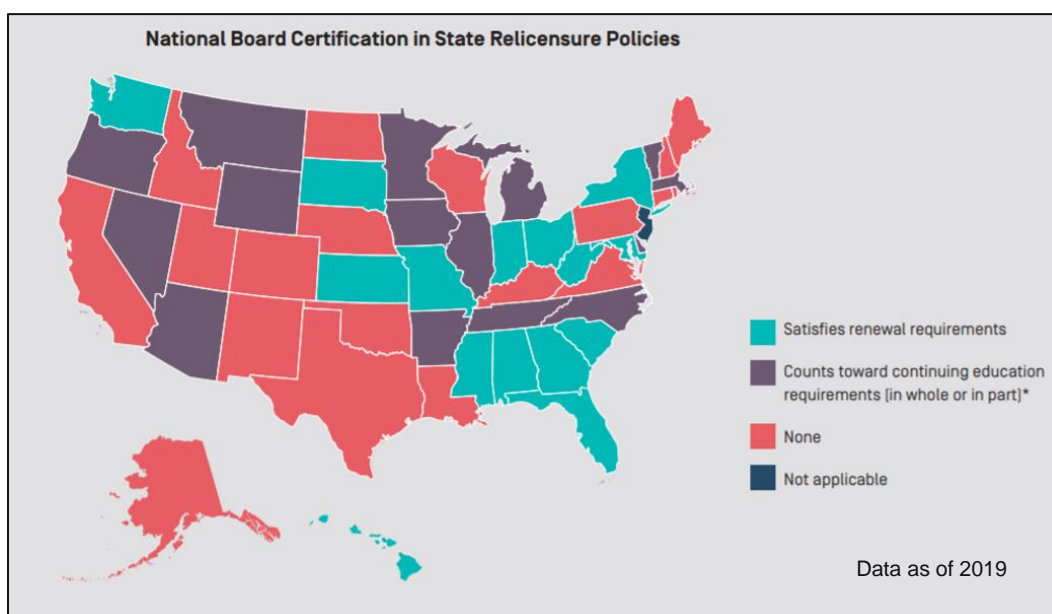 National Board Certification in State Relicensure Policies
Satisfies renewal requirements
Counts toward continuing education
requirements (in whole or in part)*
None
Not applicable
Data as of 2019